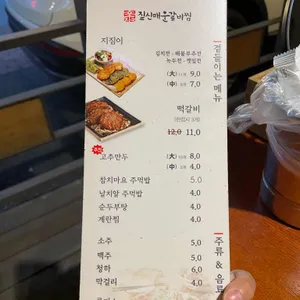 질신매운갈비찜
곁들이는 메뉴
지짐이
김치전 · 해물부추전
녹두전 · 깻잎전
(大) 9,0
(中) 7,0
떡갈비
12,0 11,0
고추만두
(大) 8,0
(中) 4,0
참치마요 주먹밥 5,0
날치알 주먹밥 4,0
순두부탕 4,0
계란찜 4,0
주류 & 음료
소주 5,0
맥주 5,0
청하 6,0
막걸리 4,0